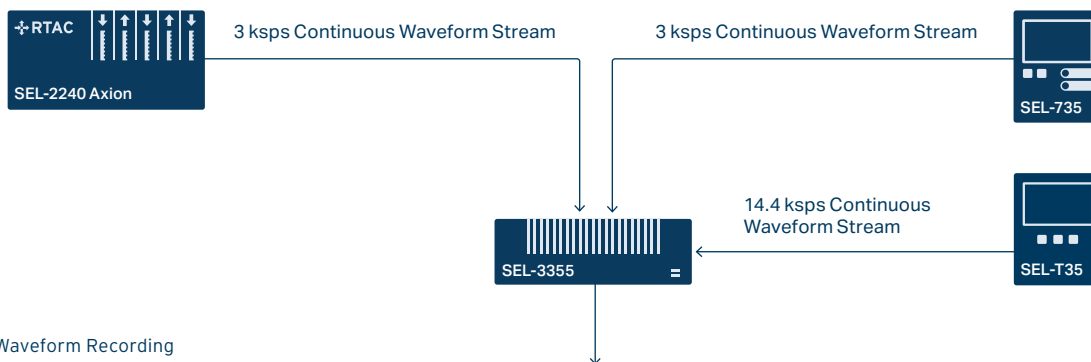 RTAC
SEL-2240 Axion
3 ksps Continuous Waveform Stream
3 ksps Continuous Waveform Stream
SEL-735
14.4 ksps Continuous
Waveform Stream
SEL-3355
SEL-T35
Waveform Recording